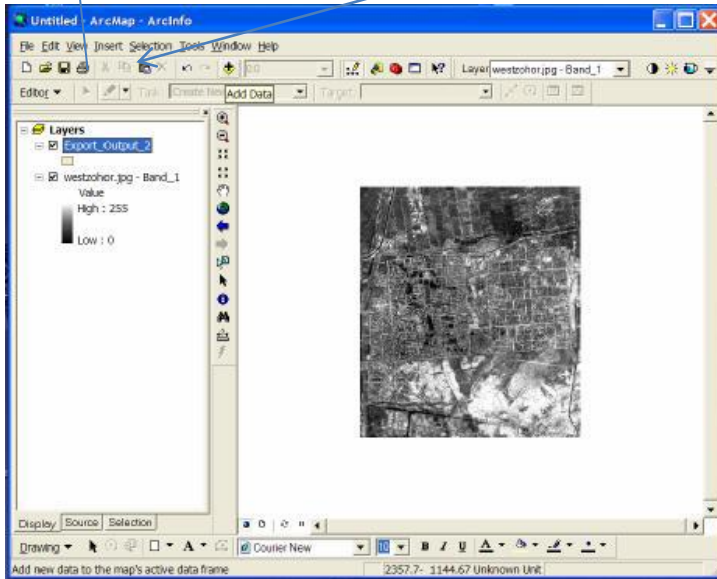 Untitled - ArcMap - ArcInfo
File Edit View Insert Selection Tools Window Help
Layer westzohor.jpg - Band_1
Editor Task Create New Target
Add Data
Layers
Export_Output_2
westzohor.jpg - Band_1
Value
High : 255
Low : 0
Display Source Selection
Drawing A Courier New 10 B I U A
Add new data to the map's active data frame 2357.7- 1144.67 Unknown Unit